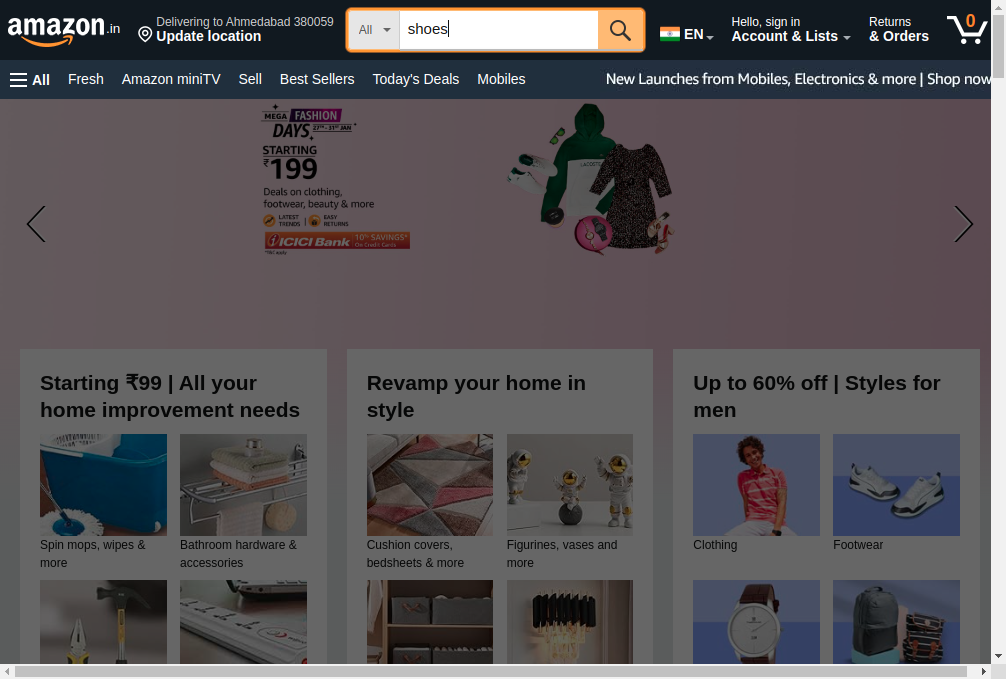 amazon.in
Delivering to Ahmedabad 380059
Update location
All
shoes
EN
Hello, sign in
Account & Lists
Returns
& Orders
0
All
Fresh
Amazon miniTV
Sell
Best Sellers
Today's Deals
Mobiles
New Launches from Mobiles, Electronics & more | Shop now
MEGA FASHION
DAYS 27TH - 31ST JAN
STARTING
₹199
Deals on clothing,
footwear, beauty & more
LATEST TRENDS | EASY RETURNS
ICICI Bank 10% SAVINGS*
On Credit Cards
*T&C apply
Starting ₹99 | All your
home improvement needs
Spin mops, wipes &
more
Bathroom hardware &
accessories
Revamp your home in
style
Cushion covers,
bedsheets & more
Figurines, vases and
more
Up to 60% off | Styles for
men
Clothing
Footwear